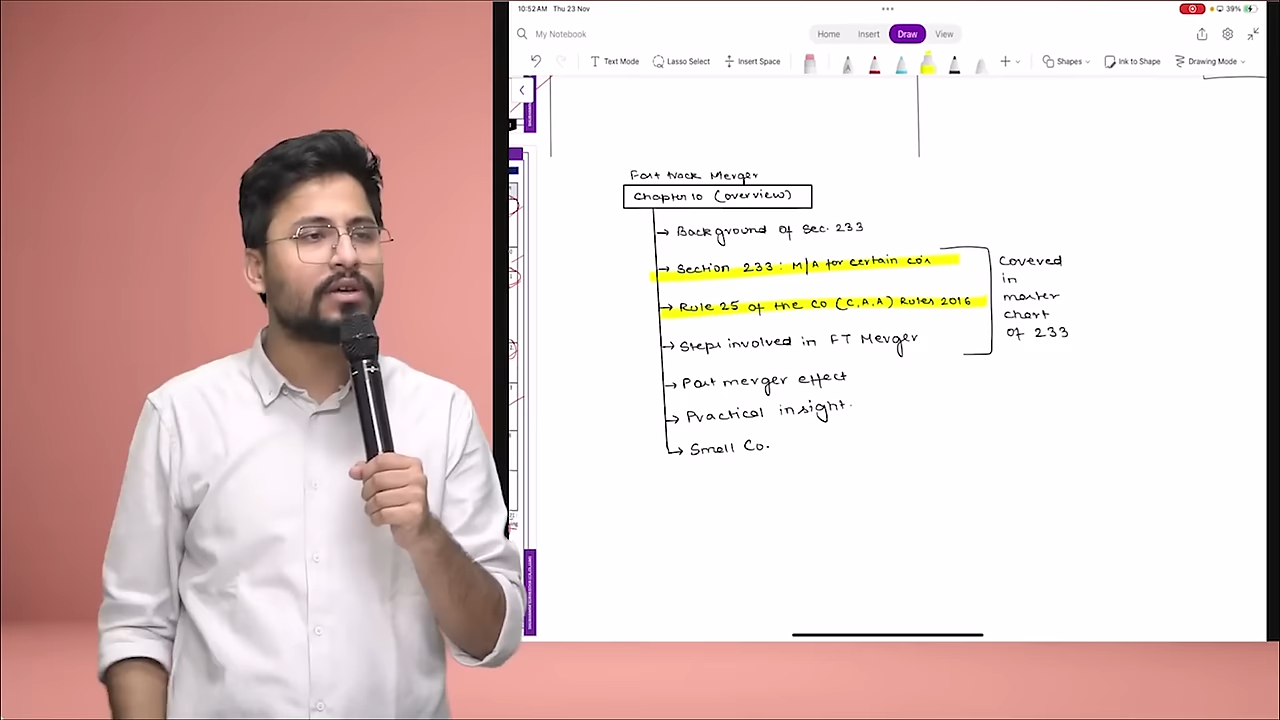 10:52 AM Thu 23 Nov
39%
My Notebook
Home Insert Draw View
Text Mode Lasso Select Insert Space Shapes Ink to Shape Drawing Mode
Fast track Merger
Chapter 10 (overview)
→ Background of sec. 233
→ Section 233 : M/A for certain co's
→ Rule 25 of the Co (C.A.A) Rules 2016
→ Steps involved in FT Merger
→ Post merger effect
→ Practical insight.
→ Small Co.
covered
in
master
chart
of 233